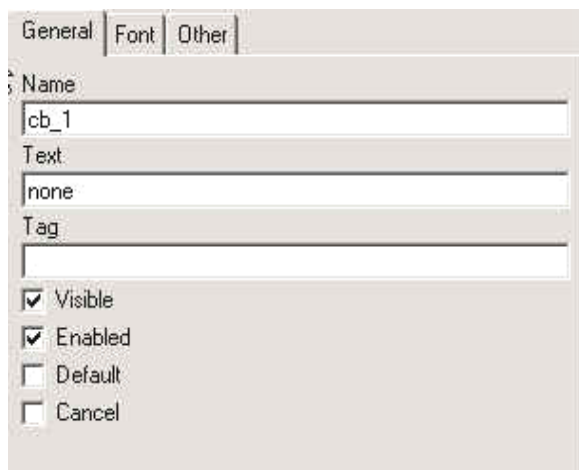 General Font Other
Name
cb_1
Text
none
Tag
Visible
Enabled
Default
Cancel